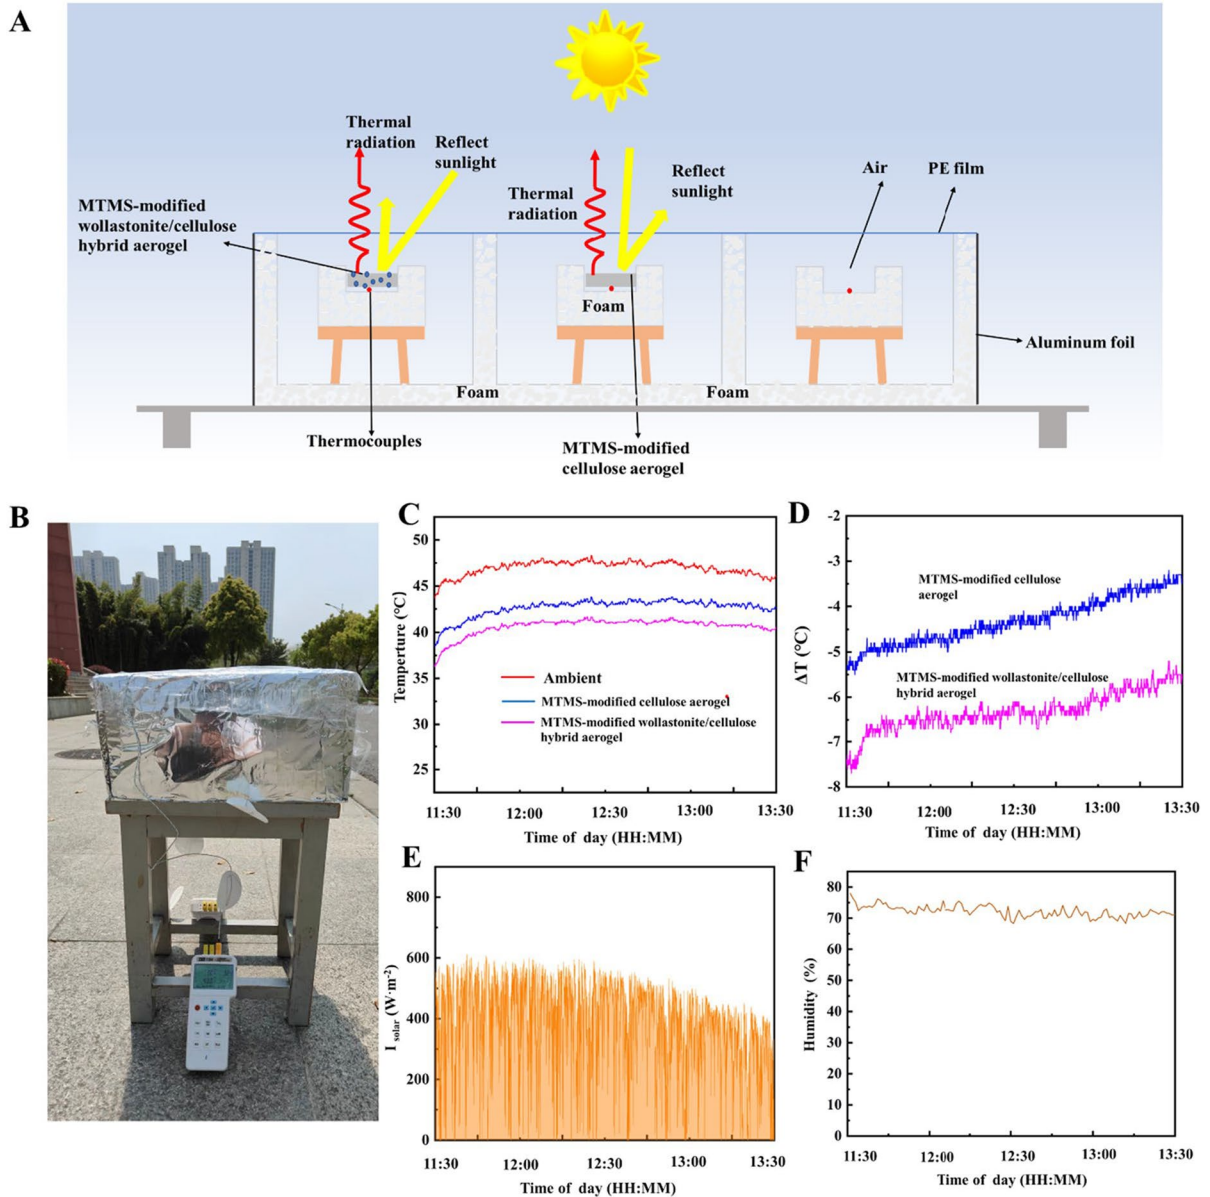 A
Thermal
radiation
Reflect
sunlight
MTMS-modified
wollastonite/cellulose
hybrid aerogel
Thermal
radiation
Reflect
sunlight
Air
PE film
Foam
Aluminum foil
Foam
Foam
Thermocouples
MTMS-modified
cellulose aerogel
B
C
Temperture (°C)
50
45
40
35
30
25
Ambient
MTMS-modified cellulose aerogel
MTMS-modified wollastonite/cellulose
hybrid aerogel
11:30 12:00 12:30 13:00 13:30
Time of day (HH:MM)
D
ΔT (°C)
-2
-3
-4
-5
-6
-7
-8
MTMS-modified cellulose
aerogel
MTMS-modified wollastonite/cellulose
hybrid aerogel
11:30 12:00 12:30 13:00 13:30
Time of day (HH:MM)
E
I solar (W·m-2)
800
600
400
200
0
11:30 12:00 12:30 13:00 13:30
Time of day (HH:MM)
F
Humidity (%)
80
70
60
50
40
30
20
10
0
11:30 12:00 12:30 13:00 13:30
Time of day (HH:MM)